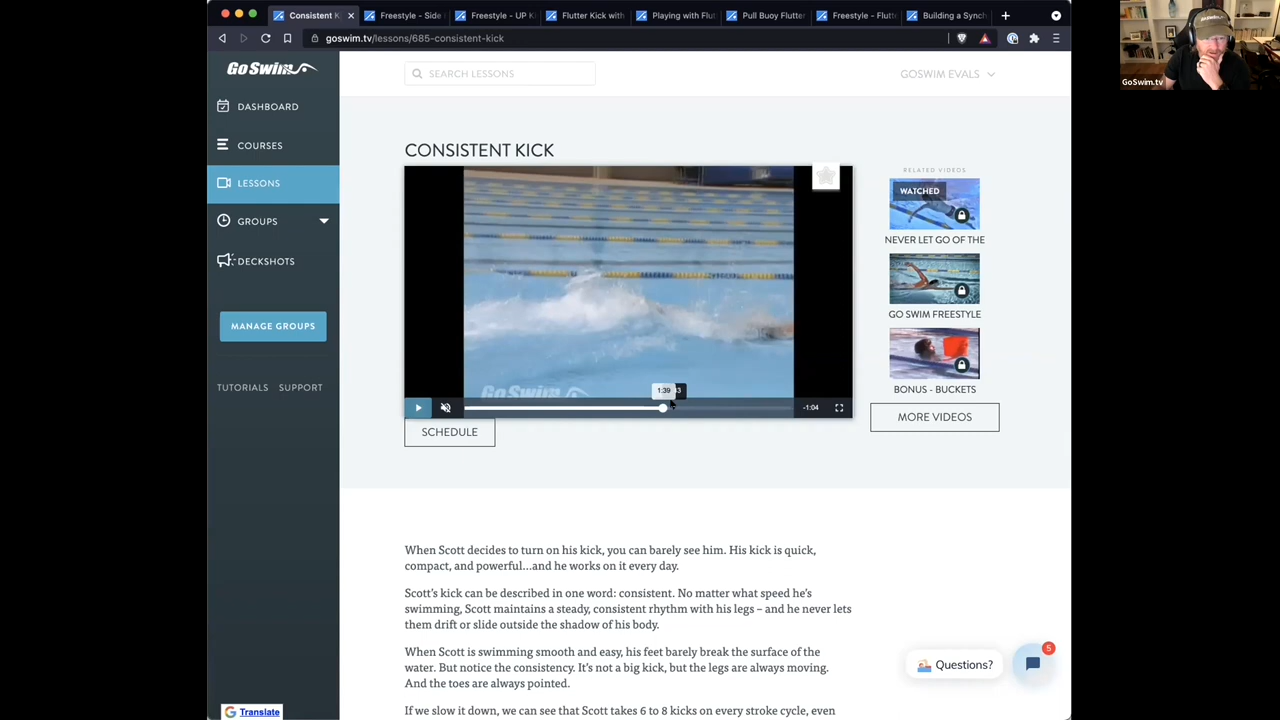 Consistent K
Freestyle - Side
Freestyle - UP K
Flutter Kick with
Playing with Flut
Pull Buoy Flutter
Freestyle - Flutte
Building a Synch
goswim.tv/lessons/685-consistent-kick
GoSwim
SEARCH LESSONS
GOSWIM EVALS
DASHBOARD
COURSES
LESSONS
GROUPS
DECKSHOTS
MANAGE GROUPS
TUTORIALS
SUPPORT
CONSISTENT KICK
GoSwim
1:39
-1:04
SCHEDULE
RELATED VIDEOS
WATCHED
NEVER LET GO OF THE
GO SWIM FREESTYLE
BONUS - BUCKETS
MORE VIDEOS
When Scott decides to turn on his kick, you can barely see him. His kick is quick,
compact, and powerful...and he works on it every day.
Scott's kick can be described in one word: consistent. No matter what speed he's
swimming, Scott maintains a steady, consistent rhythm with his legs – and he never lets
them drift or slide outside the shadow of his body.
When Scott is swimming smooth and easy, his feet barely break the surface of the
water. But notice the consistency. It's not a big kick, but the legs are always moving.
And the toes are always pointed.
If we slow it down, we can see that Scott takes 6 to 8 kicks on every stroke cycle, even
Questions?
5
Translate
GoSwim.tv